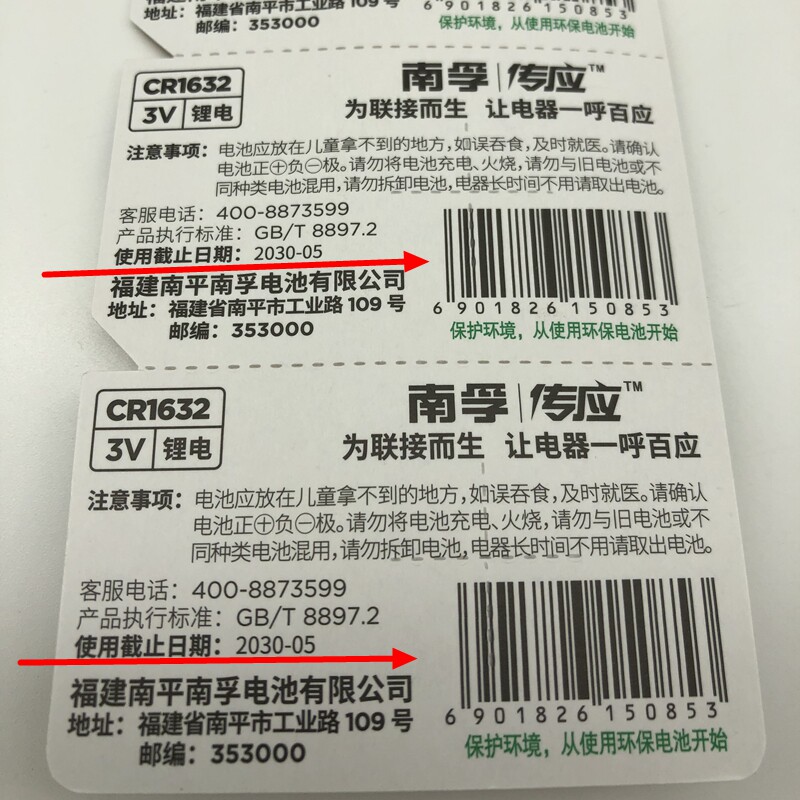 地址：福建省南平市工业路 109 号
邮编：353000
6 901826 150853
保护环境，从使用环保电池开始
CR1632
3V 锂电
南孚 传应™
为联接而生 让电器一呼百应
注意事项：电池应放在儿童拿不到的地方，如误吞食，及时就医。请确认
电池正⊕负⊖极。请勿将电池充电、火烧，请勿与旧电池或不
同种类电池混用，请勿拆卸电池，电器长时间不用请取出电池。
客服电话：400-8873599
产品执行标准：GB/T 8897.2
使用截止日期：2030-05
福建南平南孚电池有限公司
地址：福建省南平市工业路 109 号
邮编：353000
6 901826 150853
保护环境，从使用环保电池开始
CR1632
3V 锂电
南孚 传应™
为联接而生 让电器一呼百应
注意事项：电池应放在儿童拿不到的地方，如误吞食，及时就医。请确认
电池正⊕负⊖极。请勿将电池充电、火烧，请勿与旧电池或不
同种类电池混用，请勿拆卸电池，电器长时间不用请取出电池。
客服电话：400-8873599
产品执行标准：GB/T 8897.2
使用截止日期：2030-05
福建南平南孚电池有限公司
地址：福建省南平市工业路 109 号
邮编：353000
6 901826 150853
保护环境，从使用环保电池开始